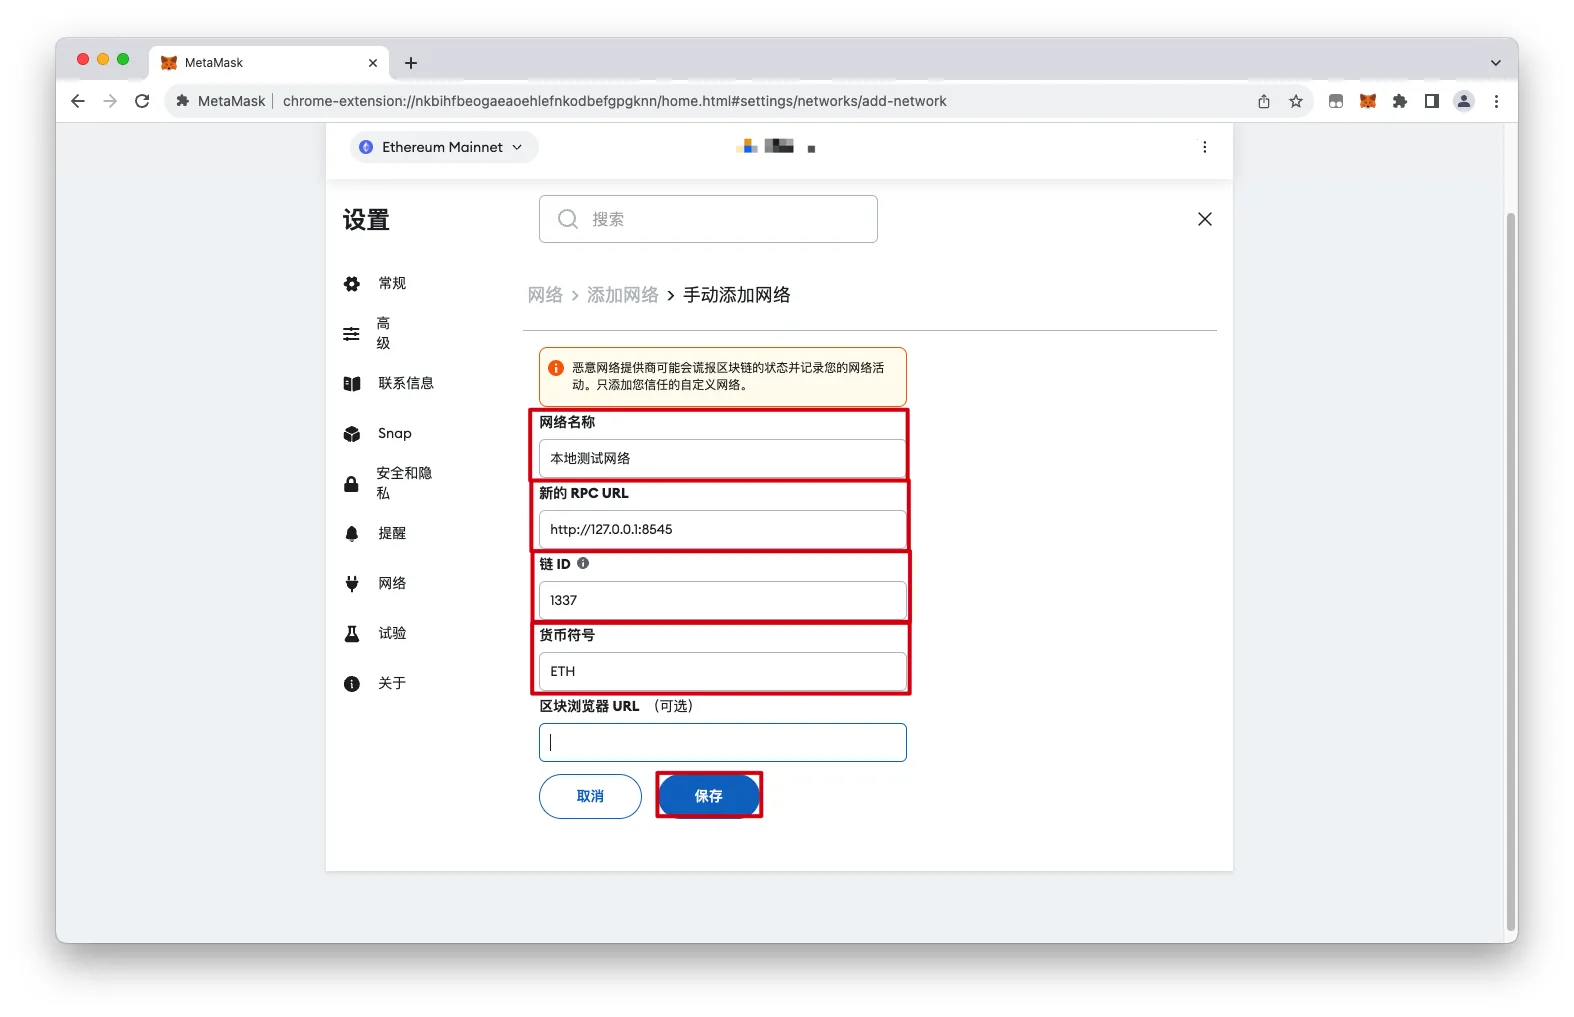 MetaMask
MetaMask
chrome-extension://nkbihfbeogaeaoehlefnkodbefgpgknn/home.html#settings/networks/add-network
Ethereum Mainnet
设置
搜索
常规
高
级
联系信息
Snap
安全和隐
私
提醒
网络
试验
关于
网络 > 添加网络 > 手动添加网络
恶意网络提供商可能会谎报区块链的状态并记录您的网络活
动。只添加您信任的自定义网络。
网络名称
本地测试网络
新的 RPC URL
http://127.0.0.1:8545
链 ID
1337
货币符号
ETH
区块浏览器 URL （可选）
取消
保存